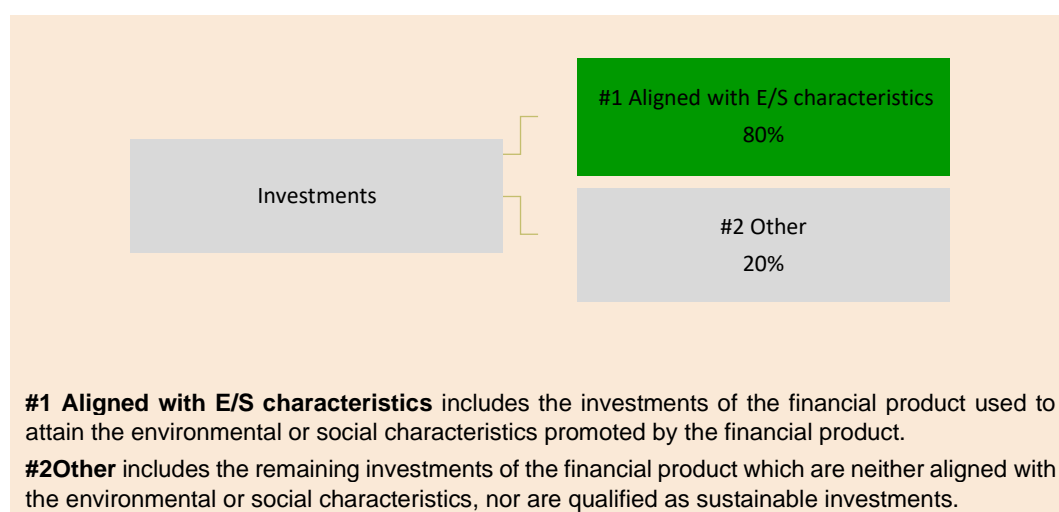 #1 Aligned with E/S characteristics
80%
Investments
#2 Other
20%
#1 Aligned with E/S characteristics includes the investments of the financial product used to
attain the environmental or social characteristics promoted by the financial product.
#2Other includes the remaining investments of the financial product which are neither aligned with
the environmental or social characteristics, nor are qualified as sustainable investments.